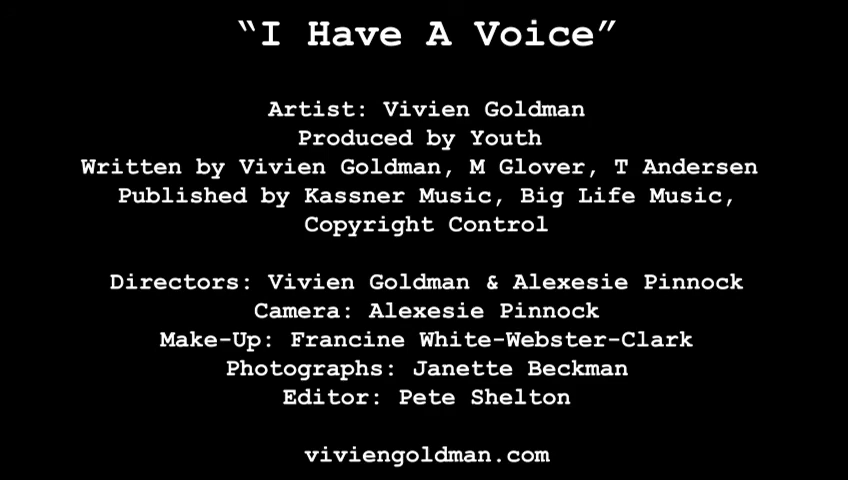 “I Have A Voice”
Artist: Vivien Goldman
Produced by Youth
Written by Vivien Goldman, M Glover, T Andersen
Published by Kassner Music, Big Life Music,
Copyright Control
Directors: Vivien Goldman & Alexesie Pinnock
Camera: Alexesie Pinnock
Make-Up: Francine White-Webster-Clark
Photographs: Janette Beckman
Editor: Pete Shelton
viviengoldman.com